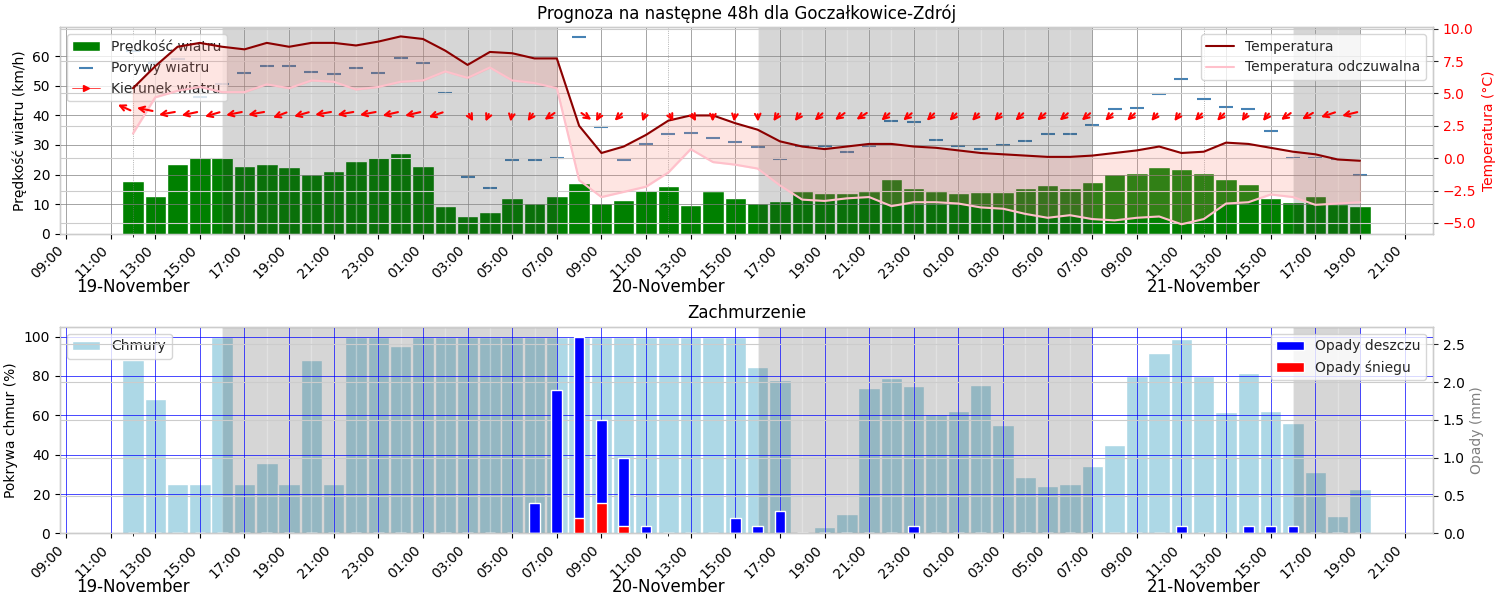 Prognoza na następne 48h dla Goczałkowice-Zdrój
Prędkość wiatru
Porywy wiatru
Kierunek wiatru
Temperatura
Temperatura odczuwalna
Prędkość wiatru (km/h)
60
50
40
30
20
10
0
10.0
7.5
5.0
2.5
0.0
−2.5
−5.0
Temperatura (°C)
09:00 11:00 13:00 15:00 17:00 19:00 21:00 23:00 01:00 03:00 05:00 07:00 09:00 11:00 13:00 15:00 17:00 19:00 21:00 23:00 01:00 03:00 05:00 07:00 09:00 11:00 13:00 15:00 17:00 19:00 21:00
19-November 20-November 21-November
Zachmurzenie
Chmury
Opady deszczu
Opady śniegu
Pokrywa chmur (%)
100
80
60
40
20
0
2.5
2.0
1.5
1.0
0.5
0.0
Opady (mm)
09:00 11:00 13:00 15:00 17:00 19:00 21:00 23:00 01:00 03:00 05:00 07:00 09:00 11:00 13:00 15:00 17:00 19:00 21:00 23:00 01:00 03:00 05:00 07:00 09:00 11:00 13:00 15:00 17:00 19:00 21:00
19-November 20-November 21-November